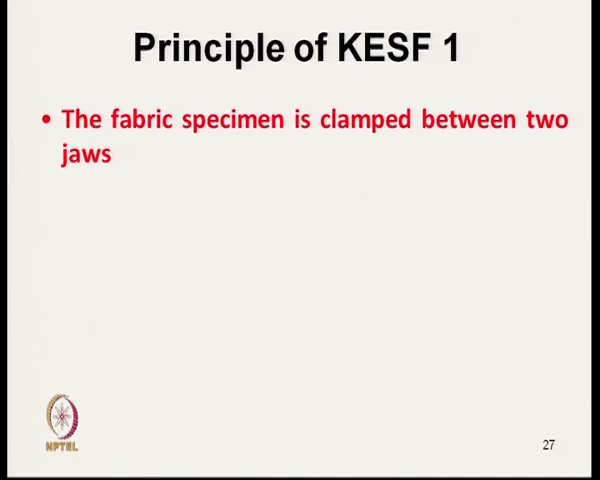 Principle of KESF 1
• The fabric specimen is clamped between two
jaws
NPTEL
27